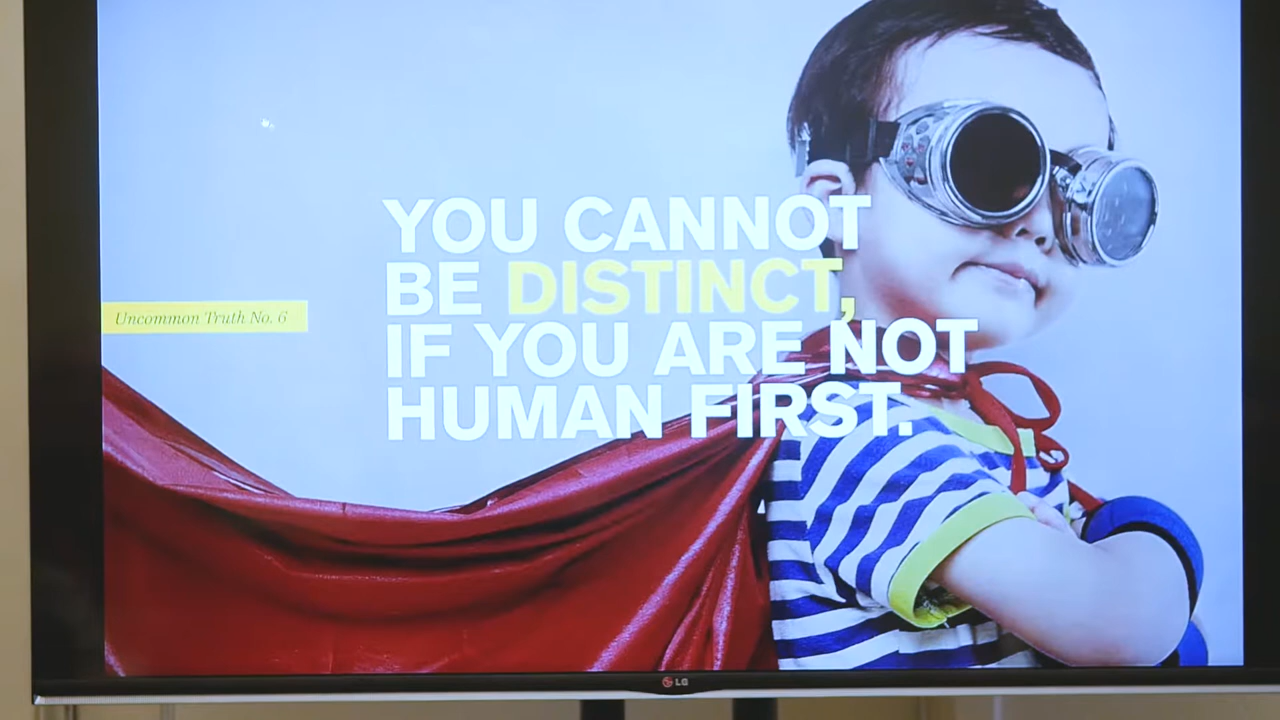 YOU CANNOT
BE DISTINCT,
IF YOU ARE NOT
HUMAN FIRST.
Uncommon Truth No. 6
LG